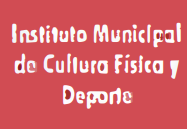 Instituto Municipal
de Cultura Física y
Deporte